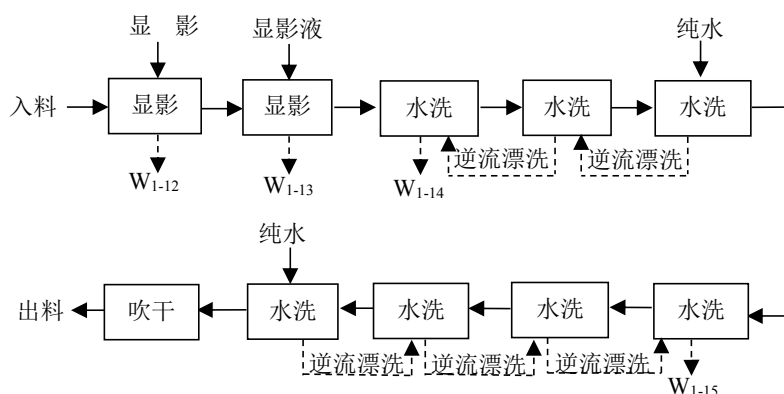 显 影 显影液 纯水
入料 显影 显影 水洗 水洗 水洗
逆流漂洗 逆流漂洗
W1-12 W1-13 W1-14
纯水
出料 吹干 水洗 水洗 水洗 水洗
逆流漂洗 逆流漂洗 逆流漂洗
W1-15